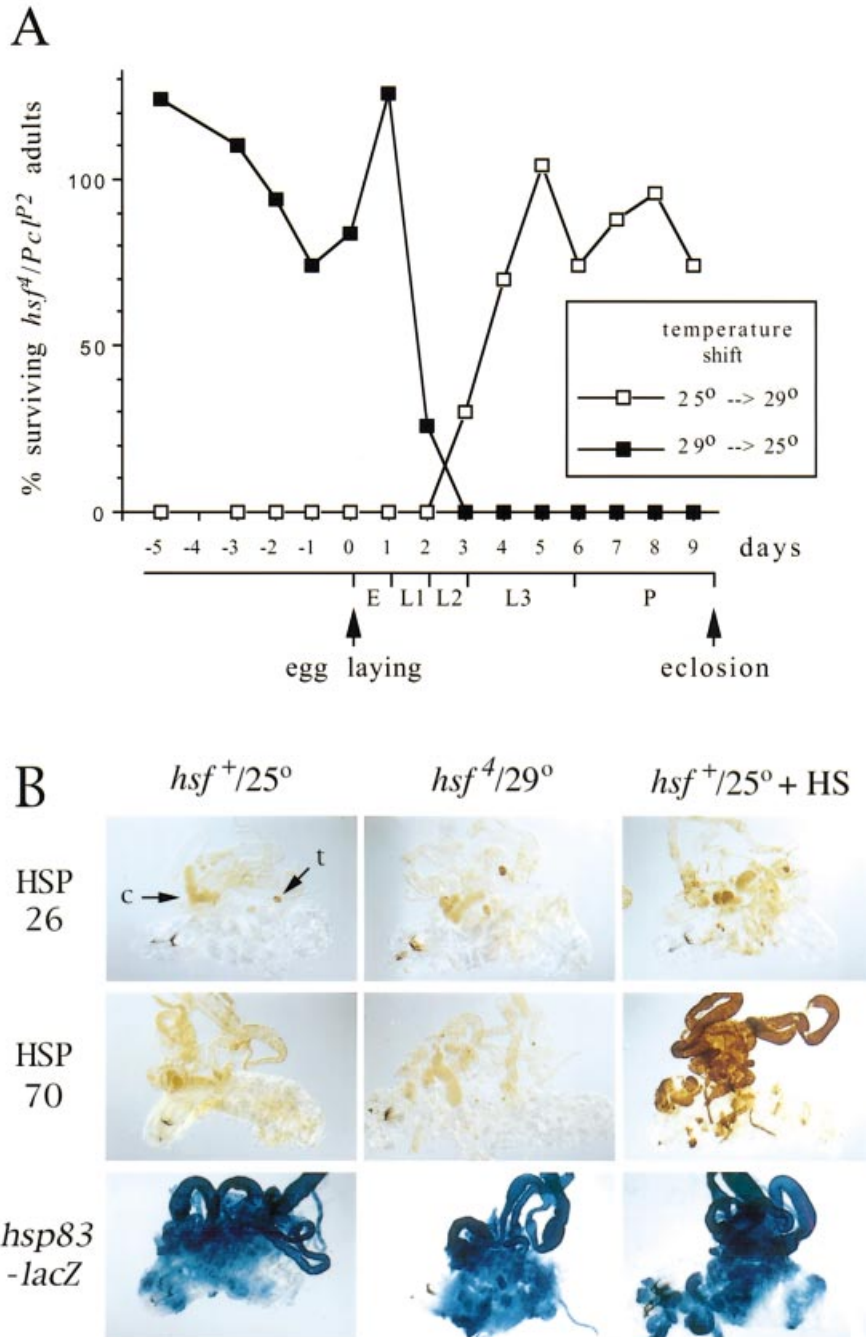 A
% surviving hsf⁴/Pclᴾ² adults
100
50
0
temperature
shift
25° --> 29°
29° --> 25°
-5 -4 -3 -2 -1 0 1 2 3 4 5 6 7 8 9 days
E L1 L2 L3 P
egg laying
eclosion
B
hsf⁺/25° hsf⁴/29° hsf⁺/25° + HS
HSP
26
c
t
HSP
70
hsp83
-lacZ